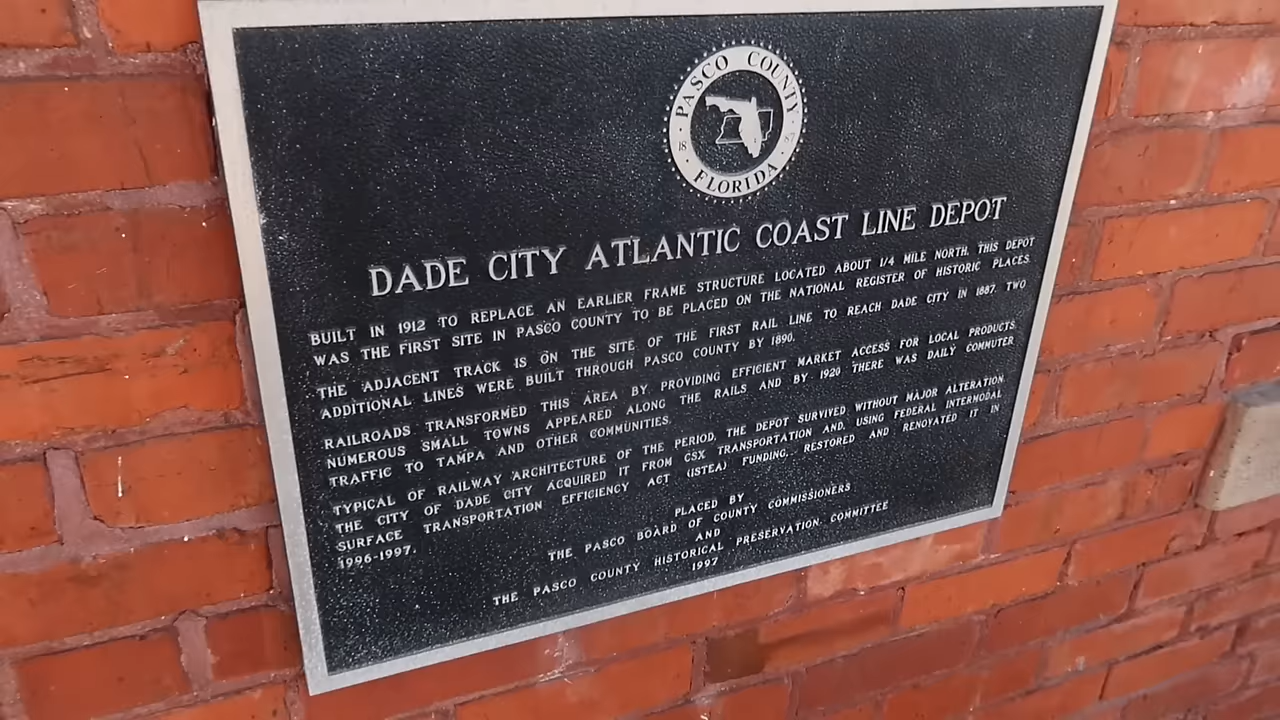 PASCO COUNTY
18 87
FLORIDA
DADE CITY ATLANTIC COAST LINE DEPOT
BUILT IN 1912 TO REPLACE AN EARLIER FRAME STRUCTURE LOCATED ABOUT 1/4 MILE NORTH, THIS DEPOT
WAS THE FIRST SITE IN PASCO COUNTY TO BE PLACED ON THE NATIONAL REGISTER OF HISTORIC PLACES.
THE ADJACENT TRACK IS ON THE SITE OF THE FIRST RAIL LINE TO REACH DADE CITY IN 1887. TWO
ADDITIONAL LINES WERE BUILT THROUGH PASCO COUNTY BY 1890.
RAILROADS TRANSFORMED THIS AREA BY PROVIDING EFFICIENT MARKET ACCESS FOR LOCAL PRODUCTS.
NUMEROUS SMALL TOWNS APPEARED ALONG THE RAILS AND BY 1920 THERE WAS DAILY COMMUTER
TRAFFIC TO TAMPA AND OTHER COMMUNITIES.
TYPICAL OF RAILWAY ARCHITECTURE OF THE PERIOD, THE DEPOT SURVIVED WITHOUT MAJOR ALTERATION.
THE CITY OF DADE CITY ACQUIRED IT FROM CSX TRANSPORTATION AND, USING FEDERAL INTERMODAL
SURFACE TRANSPORTATION EFFICIENCY ACT (ISTEA) FUNDING, RESTORED AND RENOVATED IT IN
1996-1997.
PLACED BY
THE PASCO BOARD OF COUNTY COMMISSIONERS
AND
THE PASCO COUNTY HISTORICAL PRESERVATION COMMITTEE
1997